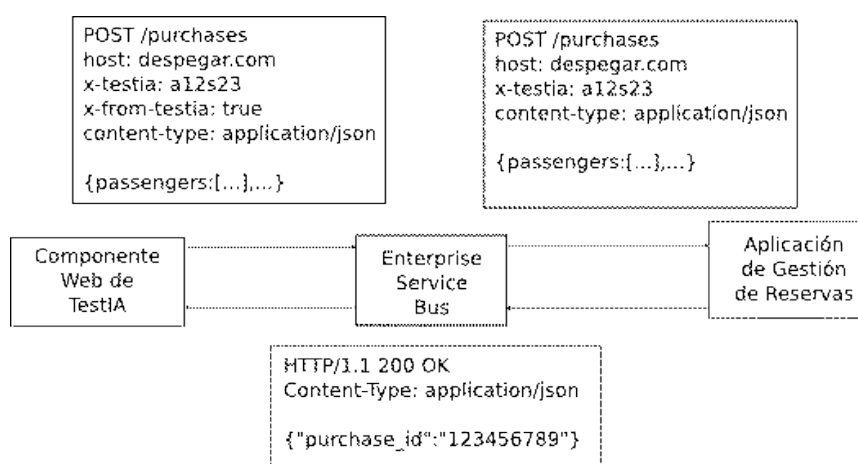 POST /purchases
host: despegar.com
x-testia: a12s23
x-from-testia: true
content-type: application/json
{passengers:[...],...}
POST /purchases
host: despegar.com
x-testia: a12s23
content-type: application/json
{passengers:[...],...}
Componente
Web de
TestIA
Enterprise
Service
Bus
Aplicación
de Gestión
de Reservas
HTTP/1.1 200 OK
Content-Type: application/json
{"purchase_id":"123456789"}